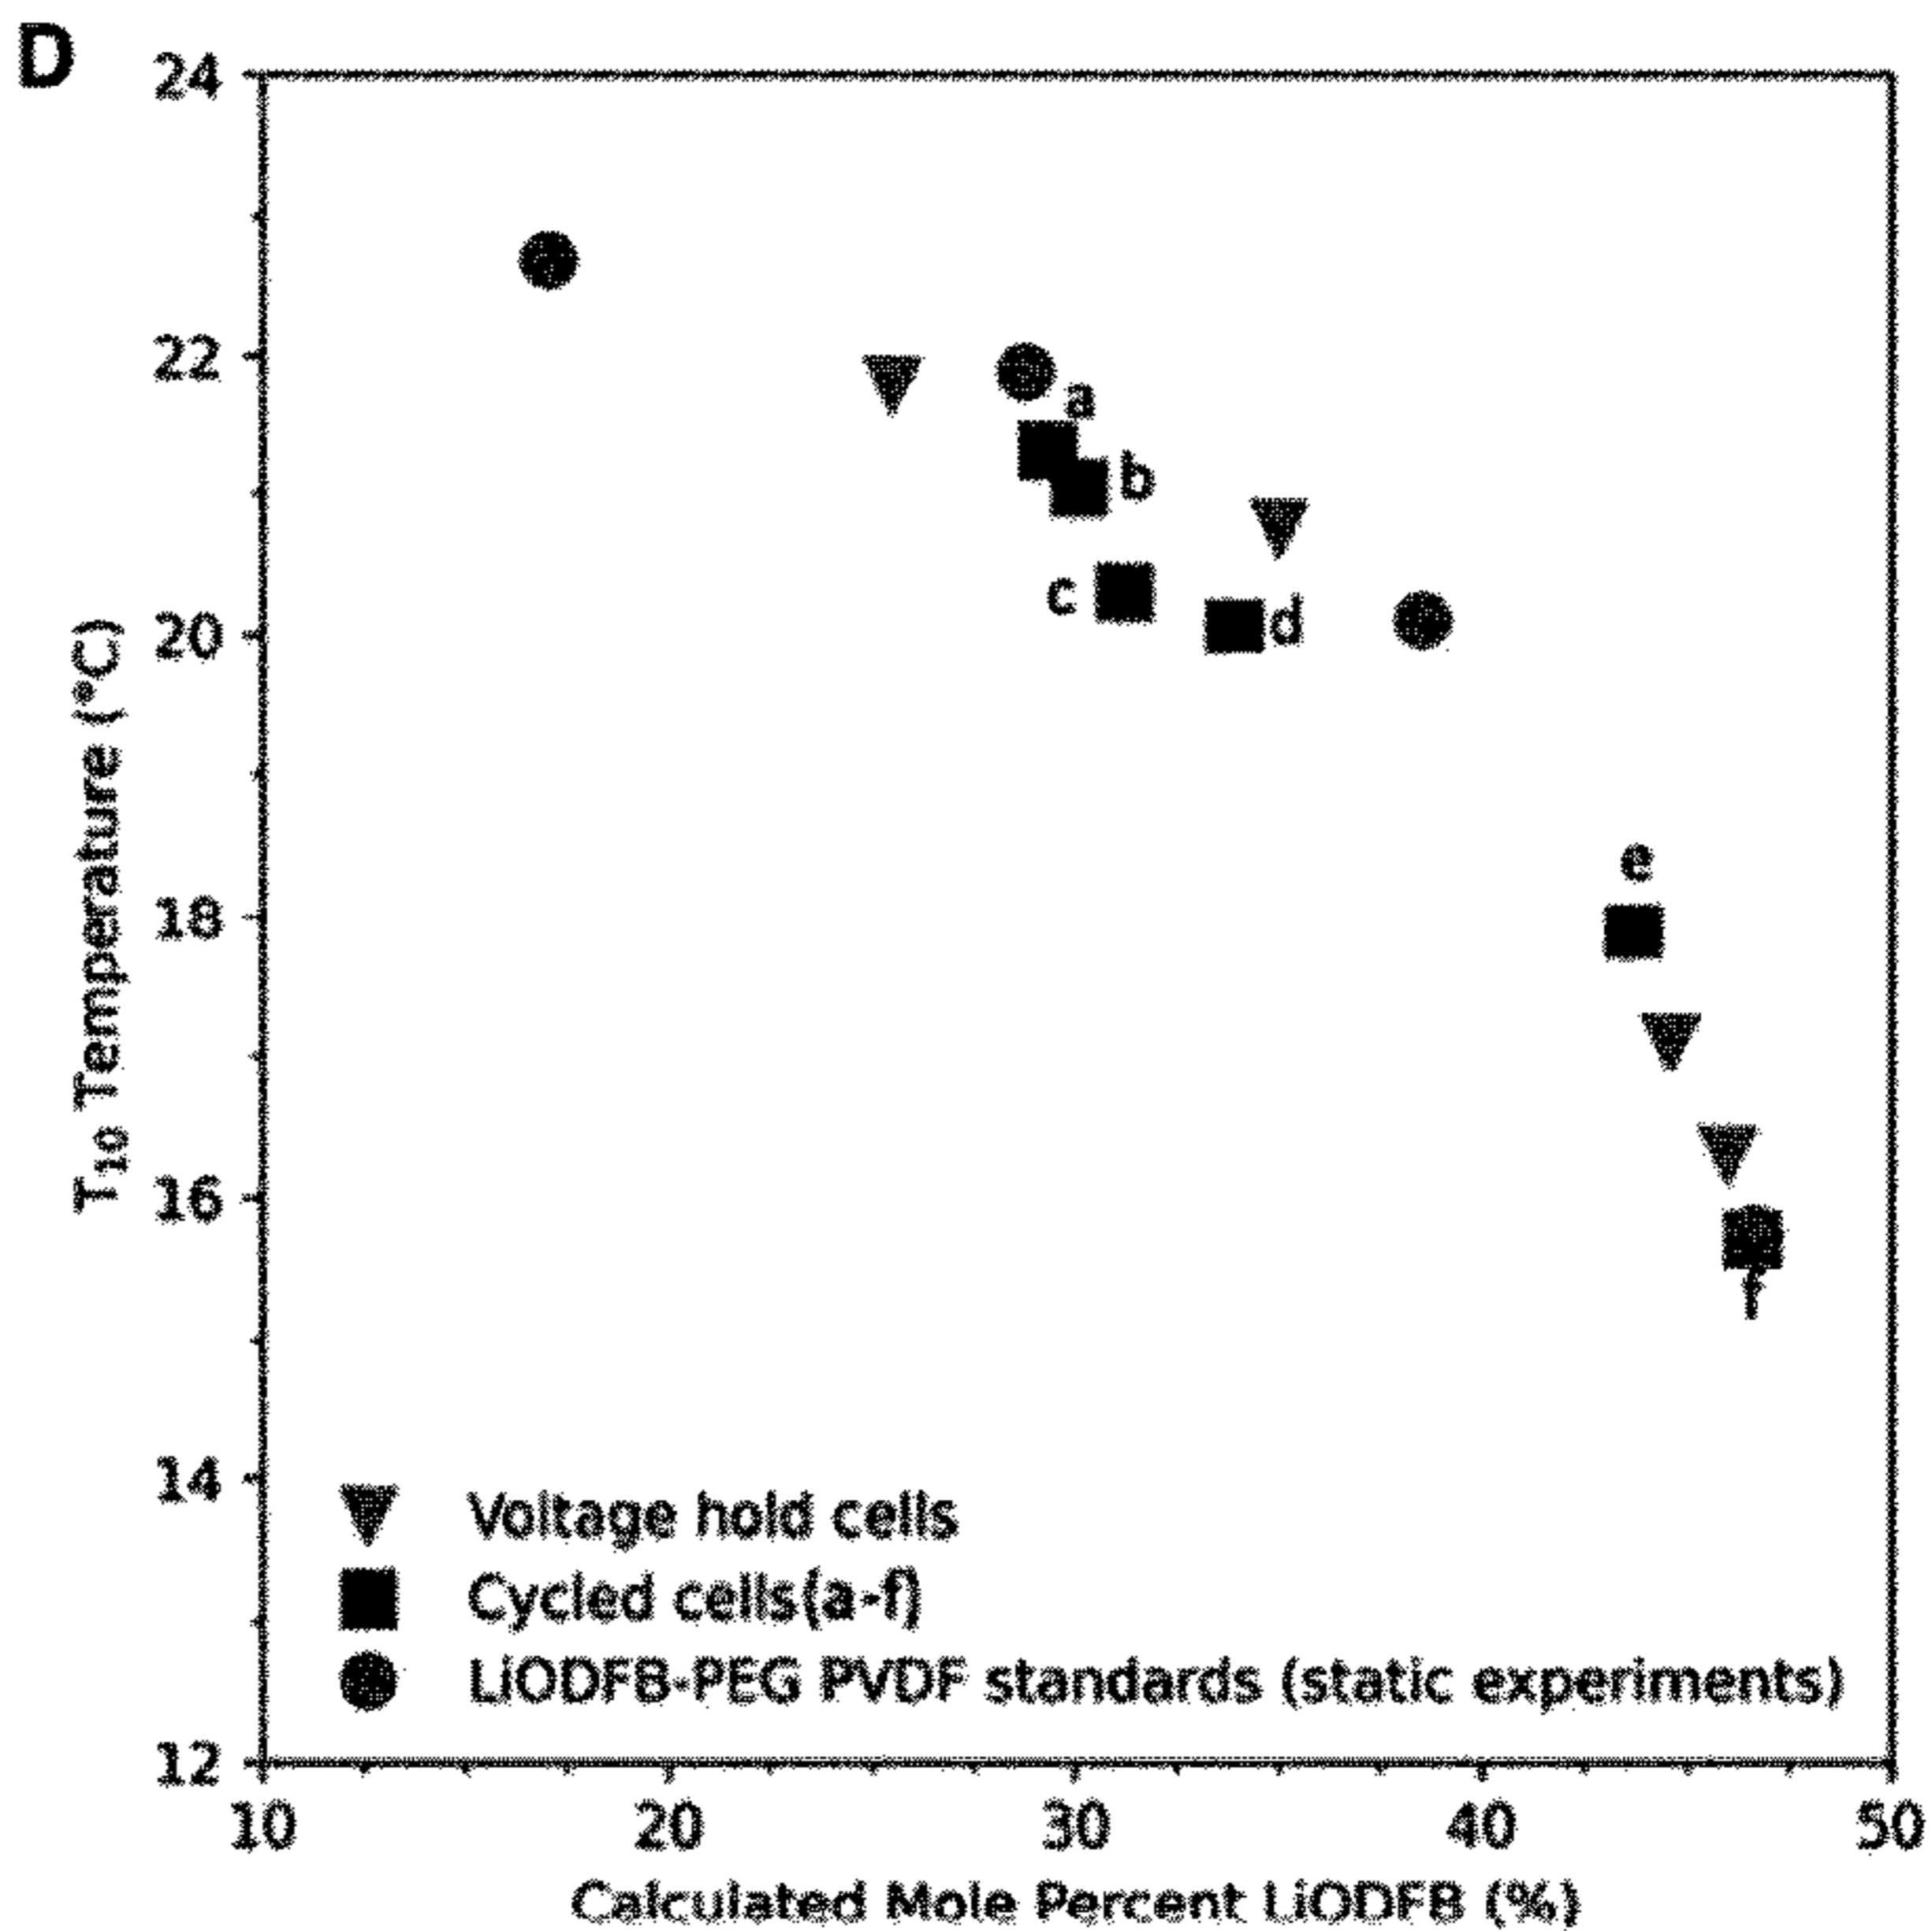 D
24
22
20
18
16
14
12
T10 Temperature (°C)
a
b
c
d
e
f
Voltage hold cells
Cycled cells(a-f)
LiODFB-PEG PVDF standards (static experiments)
10 20 30 40 50
Calculated Mole Percent LiODFB (%)